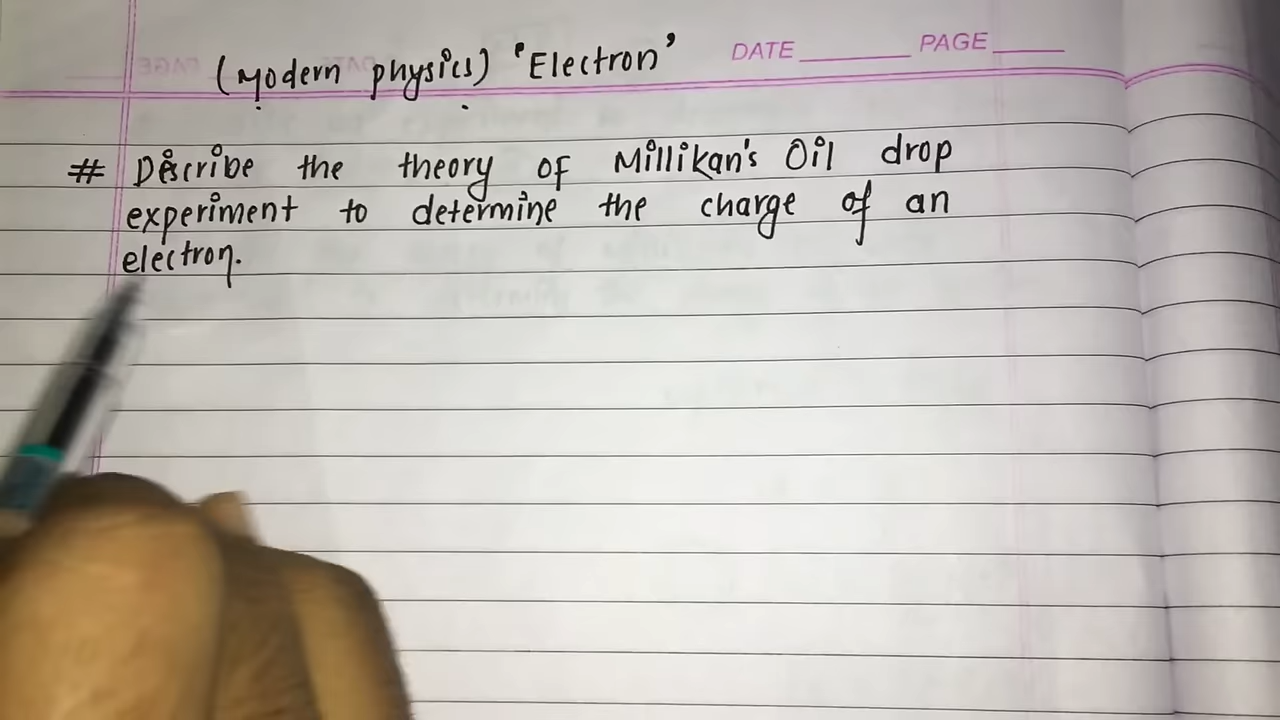 (Modern physics) 'Electron' DATE PAGE
# Describe the theory of Millikan's Oil drop
experiment to determine the charge of an
electron.